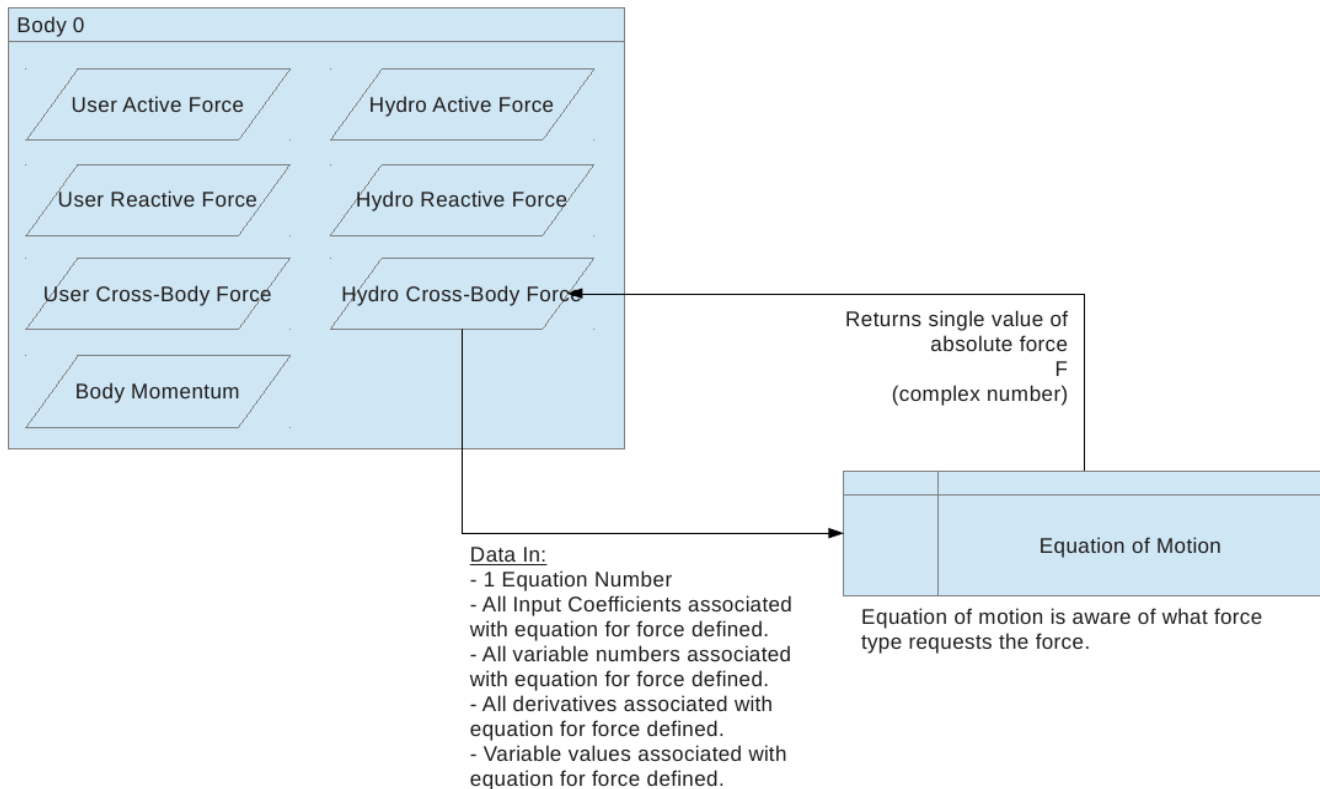 Body 0
User Active Force
Hydro Active Force
User Reactive Force
Hydro Reactive Force
User Cross-Body Force
Hydro Cross-Body Force
Body Momentum
Returns single value of
absolute force
F
(complex number)
Equation of Motion
Equation of motion is aware of what force
type requests the force.
Data In:
- 1 Equation Number
- All Input Coefficients associated
with equation for force defined.
- All variable numbers associated
with equation for force defined.
- All derivatives associated with
equation for force defined.
- Variable values associated with
equation for force defined.